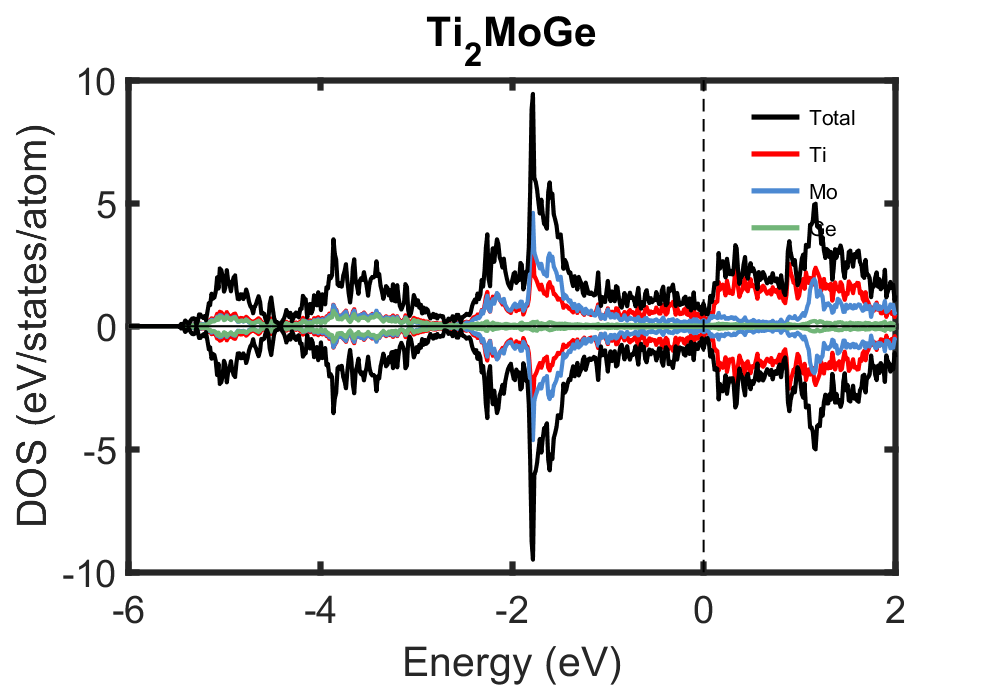 Ti2MoGe
10
5
0
-5
-10
DOS (eV/states/atom)
Total
Ti
Mo
Ge
-6 -4 -2 0 2
Energy (eV)